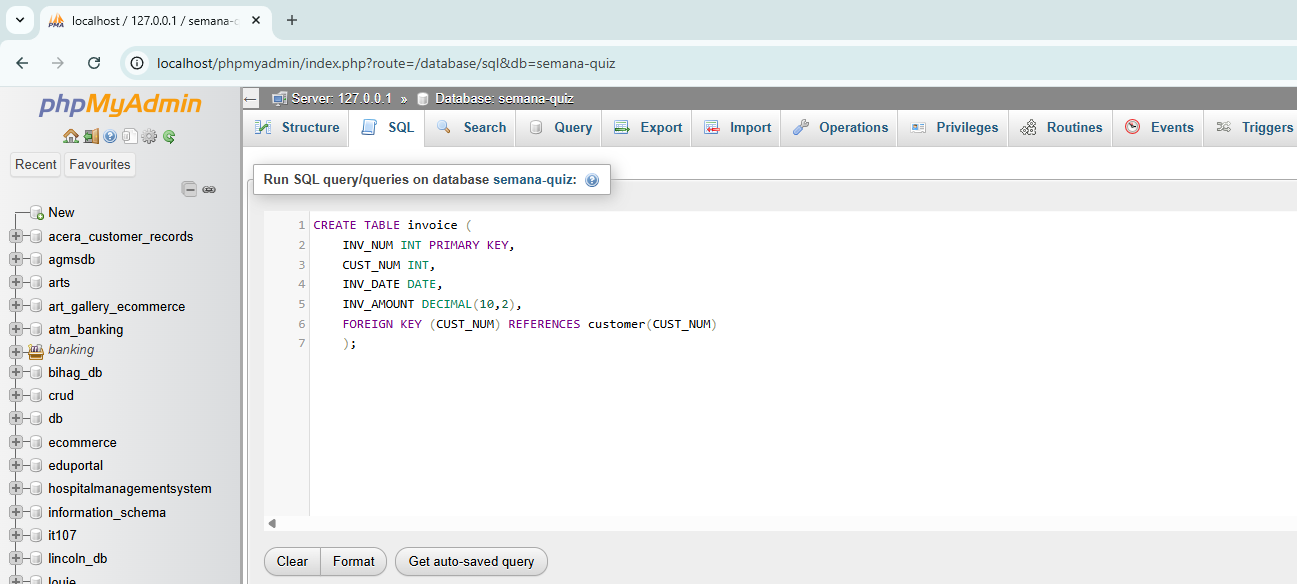 localhost / 127.0.0.1 / semana-
localhost/phpmyadmin/index.php?route=/database/sql&db=semana-quiz
phpMyAdmin
Recent Favourites
New
acera_customer_records
agmsdb
arts
art_gallery_ecommerce
atm_banking
banking
bihag_db
crud
db
ecommerce
eduportal
hospitalmanagementsystem
information_schema
it107
lincoln_db
louie
Server: 127.0.0.1 » Database: semana-quiz
Structure SQL Search Query Export Import Operations Privileges Routines Events Triggers
Run SQL query/queries on database semana-quiz:
1 CREATE TABLE invoice (
2 INV_NUM INT PRIMARY KEY,
3 CUST_NUM INT,
4 INV_DATE DATE,
5 INV_AMOUNT DECIMAL(10,2),
6 FOREIGN KEY (CUST_NUM) REFERENCES customer(CUST_NUM)
7 );
Clear Format Get auto-saved query